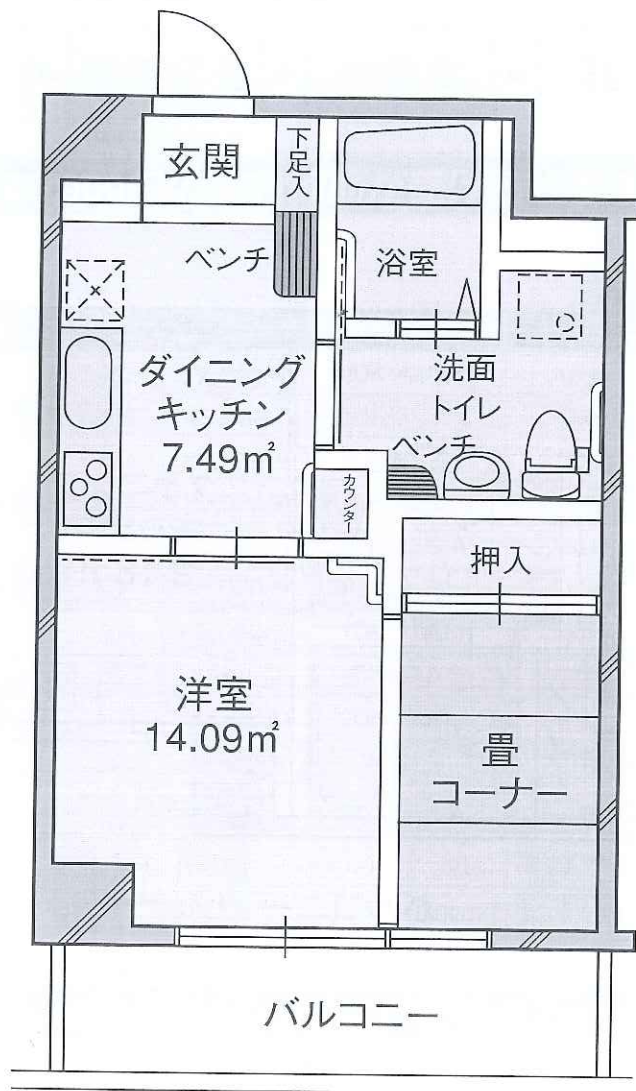 玄関
下足入
ベンチ
浴室
ダイニング
キッチン
7.49㎡
洗面
トイレ
ベンチ
カウンター
押入
洋室
14.09㎡
畳
コーナー
バルコニー